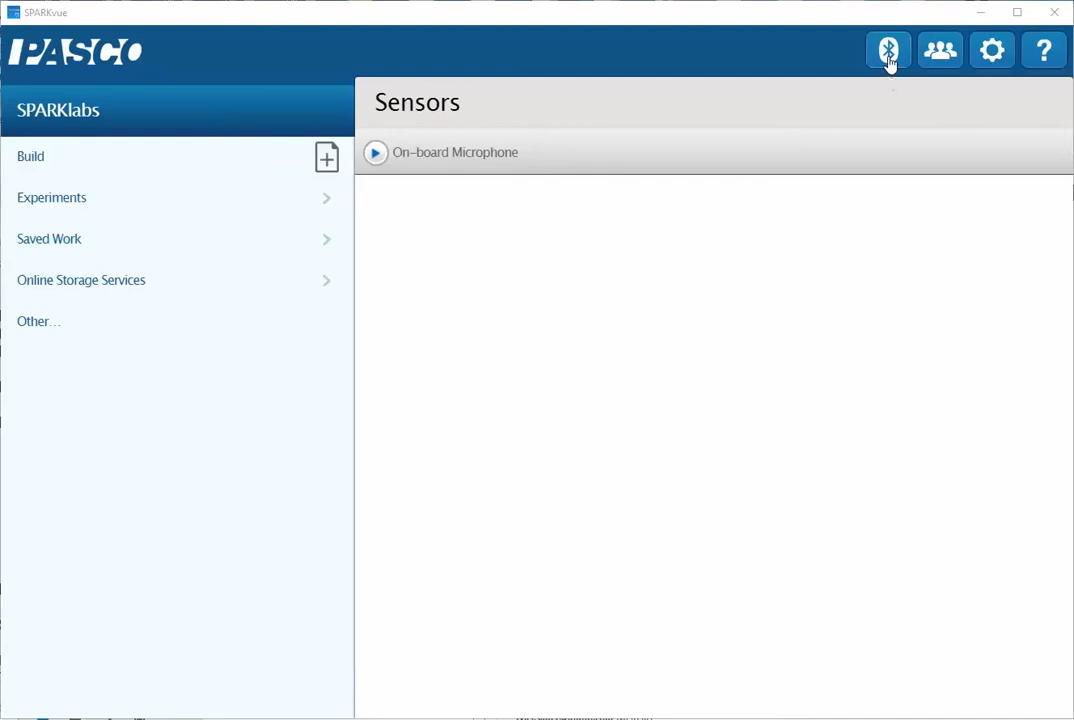 SPARKvue
PASCO
?
SPARKlabs
Sensors
Build
On-board Microphone
Experiments
Saved Work
Online Storage Services
Other...